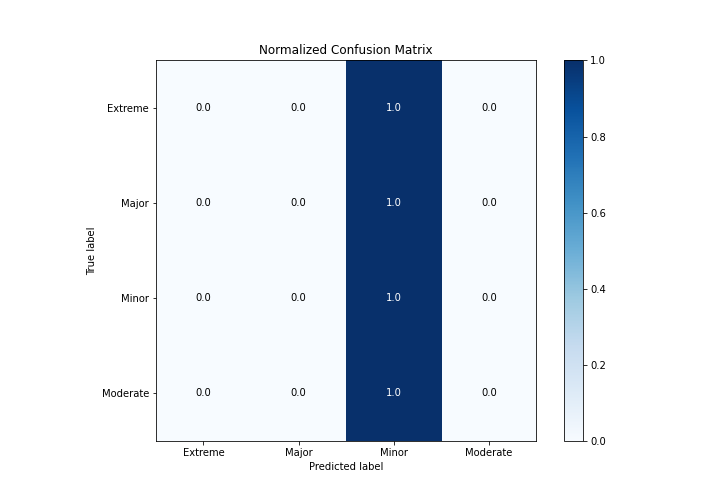 Normalized Confusion Matrix
Extreme 0.0 0.0 1.0 0.0
Major 0.0 0.0 1.0 0.0
Minor 0.0 0.0 1.0 0.0
Moderate 0.0 0.0 1.0 0.0
Extreme Major Minor Moderate
Predicted label
True label
1.0
0.8
0.6
0.4
0.2
0.0